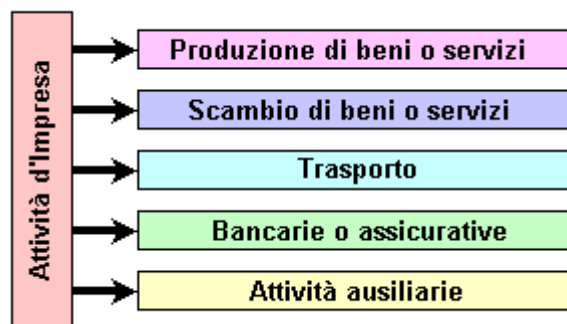 Attività d'Impresa
Produzione di beni o servizi
Scambio di beni o servizi
Trasporto
Bancarie o assicurative
Attività ausiliarie